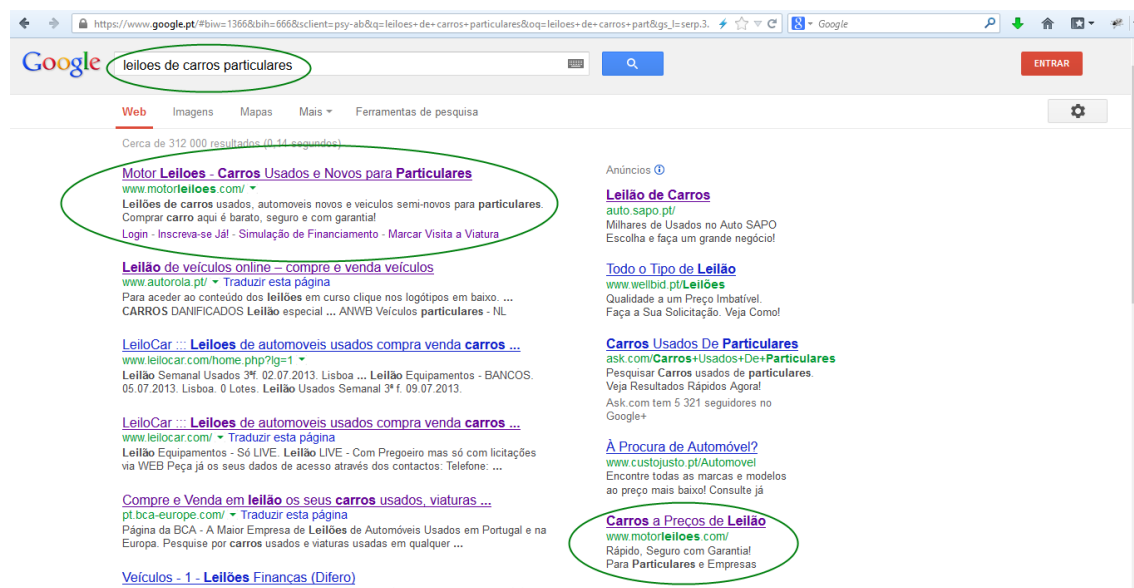 https://www.google.pt/#biw=1366&bih=666&sclient=psy-ab&q=leiloes+de+carros+particulares&oq=leiloes+de+carros+part&gs_l=serp.3.
Google
Google
leiloes de carros particulares
ENTRAR
Web Imagens Mapas Mais Ferramentas de pesquisa
Cerca de 312 000 resultados (0,14 segundos)
Motor Leiloes - Carros Usados e Novos para Particulares
www.motorleiloes.com/
Leilões de carros usados, automoveis novos e veiculos semi-novos para particulares.
Comprar carro aqui é barato, seguro e com garantia!
Login - Inscreva-se Já! - Simulação de Financiamento - Marcar Visita a Viatura
Leilão de veículos online – compre e venda veículos
www.autorola.pt/ Traduzir esta página
Para aceder ao conteúdo dos leilões em curso clique nos logótipos em baixo. ...
CARROS DANIFICADOS Leilão especial ... ANWB Veículos particulares - NL
LeiloCar ::: Leiloes de automoveis usados compra venda carros ...
www.leilocar.com/home.php?lg=1
Leilão Semanal Usados 3ªf. 02.07.2013. Lisboa ... Leilão Equipamentos - BANCOS.
05.07.2013. Lisboa. 0 Lotes. Leilão Usados Semanal 3ª f. 09.07.2013.
LeiloCar ::: Leiloes de automoveis usados compra venda carros ...
www.leilocar.com/ Traduzir esta página
Leilão Equipamentos - Só LIVE. Leilão LIVE - Com Pregoeiro mas só com licitações
via WEB Peça já os seus dados de acesso através dos contactos: Telefone: ...
Compre e Venda em leilão os seus carros usados, viaturas ...
pt.bca-europe.com/ Traduzir esta página
Página da BCA - A Maior Empresa de Leilões de Automóveis Usados em Portugal e na
Europa. Pesquise por carros usados e viaturas usadas em qualquer ...
Veículos - 1 - Leilões Finanças (Difero)
Anúncios
Leilão de Carros
auto.sapo.pt/
Milhares de Usados no Auto SAPO
Escolha e faça um grande negócio!
Todo o Tipo de Leilão
www.wellbid.pt/Leilões
Qualidade a um Preço Imbatível.
Faça a Sua Solicitação. Veja Como!
Carros Usados De Particulares
ask.com/Carros+Usados+De+Particulares
Pesquisar Carros usados de particulares.
Veja Resultados Rápidos Agora!
Ask.com tem 5 321 seguidores no
Google+
À Procura de Automóvel?
www.custojusto.pt/Automovel
Encontre todas as marcas e modelos
ao preço mais baixo! Consulte já
Carros a Preços de Leilão
www.motorleiloes.com/
Rápido, Seguro com Garantia!
Para Particulares e Empresas